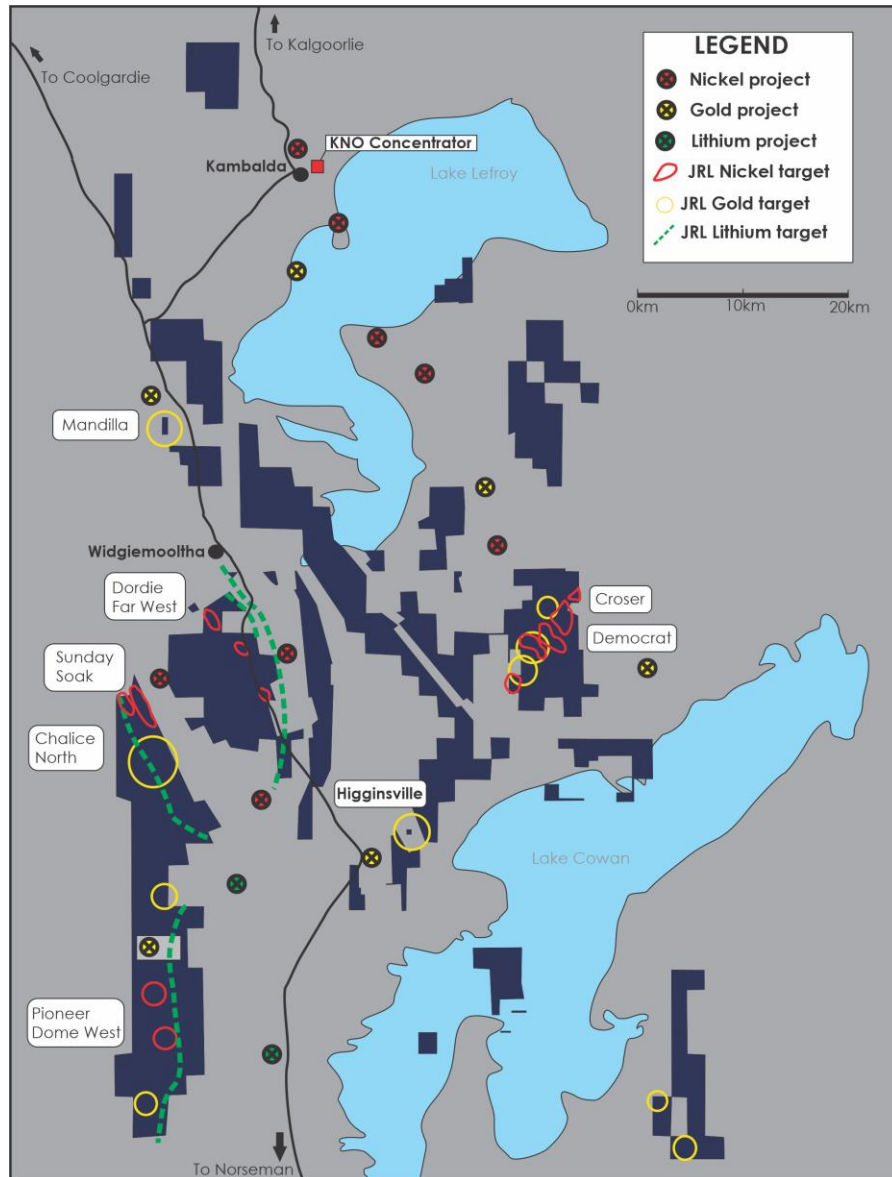 To Coolgardie
To Kalgoorlie
LEGEND
Nickel project
Gold project
Lithium project
JRL Nickel target
JRL Gold target
JRL Lithium target
0km 10km 20km
KNO Concentrator
Kambalda
Lake Lefroy
Mandilla
Widgiemooltha
Dordie
Far West
Croser
Democrat
Sunday
Soak
Chalice
North
Higginsville
Lake Cowan
Pioneer
Dome West
To Norseman